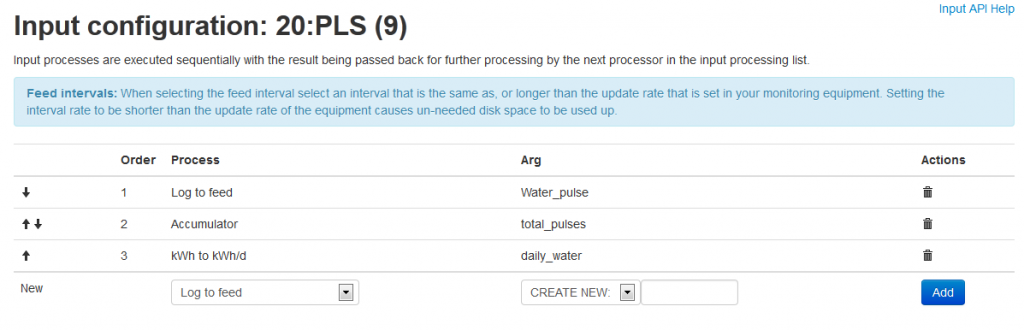 Input API Help
Input configuration: 20:PLS (9)
Input processes are executed sequentially with the result being passed back for further processing by the next processor in the input processing list.
Feed intervals: When selecting the feed interval select an interval that is the same as, or longer than the update rate that is set in your monitoring equipment. Setting the
interval rate to be shorter than the update rate of the equipment causes un-needed disk space to be used up.
Order Process Arg Actions
1 Log to feed Water_pulse
2 Accumulator total_pulses
3 kWh to kWh/d daily_water
New Log to feed CREATE NEW: Add